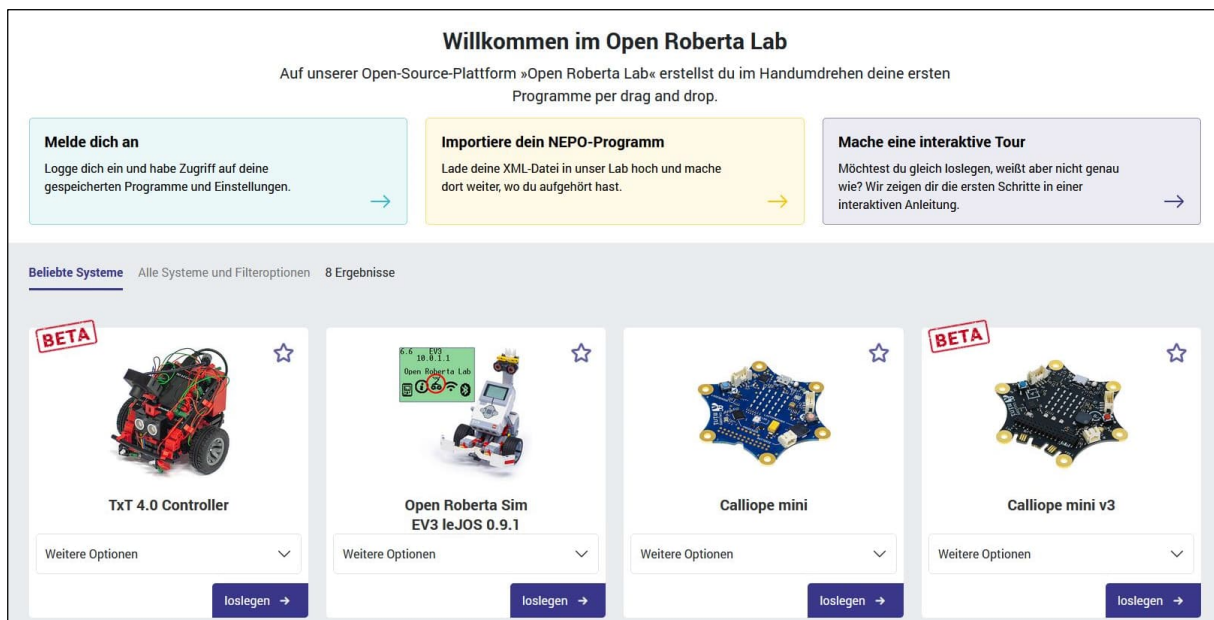 Willkommen im Open Roberta Lab
Auf unserer Open-Source-Plattform »Open Roberta Lab« erstellst du im Handumdrehen deine ersten
Programme per drag and drop.
Melde dich an
Logge dich ein und habe Zugriff auf deine
gespeicherten Programme und Einstellungen.
Importiere dein NEPO-Programm
Lade deine XML-Datei in unser Lab hoch und mache
dort weiter, wo du aufgehört hast.
Mache eine interaktive Tour
Möchtest du gleich loslegen, weißt aber nicht genau
wie? Wir zeigen dir die ersten Schritte in einer
interaktiven Anleitung.
Beliebte Systeme Alle Systeme und Filteroptionen 8 Ergebnisse
BETA
TxT 4.0 Controller
Weitere Optionen
loslegen
6.6 EV3
10.0.1.1
Open Roberta Lab
Open Roberta Sim
EV3 leJOS 0.9.1
Weitere Optionen
loslegen
Calliope mini
Weitere Optionen
loslegen
BETA
Calliope mini v3
Weitere Optionen
loslegen